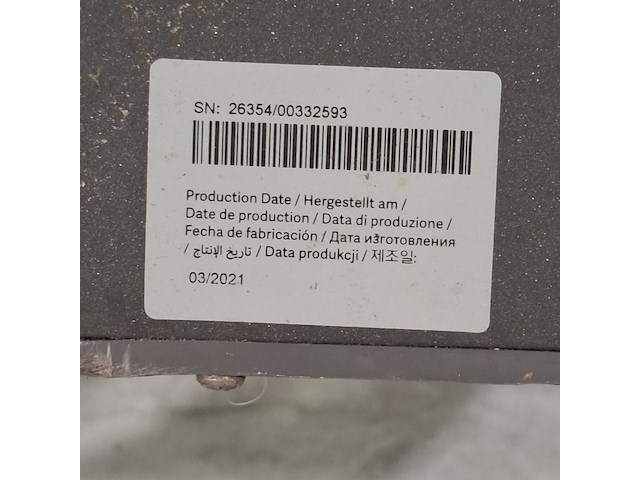 SN: 26354/00332593
Production Date / Hergestellt am /
Date de production / Data di produzione /
Fecha de fabricación / Дата изготовления
/ تاريخ الإنتاج / Data produkcji / 제조일:
03/2021